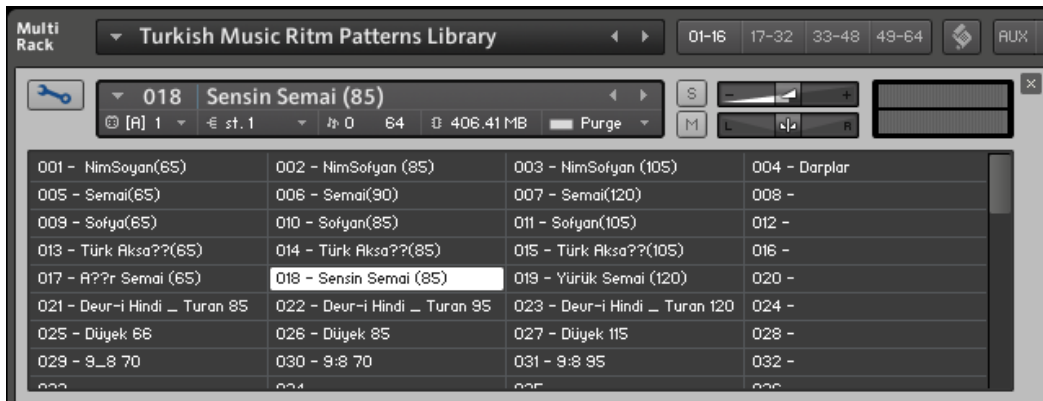 Multi
Rack
Turkish Music Ritm Patterns Library
01-16 17-32 33-48 49-64 AUX
018 Sensin Semai (85)
S - +
[A] 1 st. 1 0 64 406.41 MB Purge
M L R
001 - NimSoyan(65) 002 - NimSofyan (85) 003 - NimSofyan (105) 004 - Darplar
005 - Semai(65) 006 - Semai(90) 007 - Semai(120) 008 -
009 - Sofya(65) 010 - Sofyan(85) 011 - Sofyan(105) 012 -
013 - Türk Aksa??(65) 014 - Türk Aksa??(85) 015 - Türk Aksa??(105) 016 -
017 - A??r Semai (65) 018 - Sensin Semai (85) 019 - Yürük Semai (120) 020 -
021 - Devr-i Hindi _ Turan 85 022 - Devr-i Hindi _ Turan 95 023 - Devr-i Hindi _ Turan 120 024 -
025 - Düyek 66 026 - Düyek 85 027 - Düyek 115 028 -
029 - 9_8 70 030 - 9:8 70 031 - 9:8 95 032 -